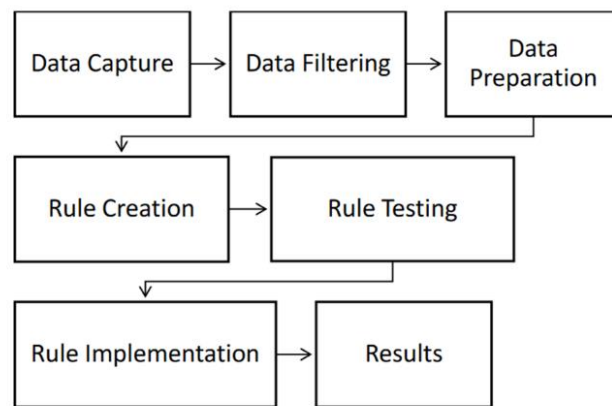 Data Capture
Data Filtering
Data
Preparation
Rule Creation
Rule Testing
Rule Implementation
Results